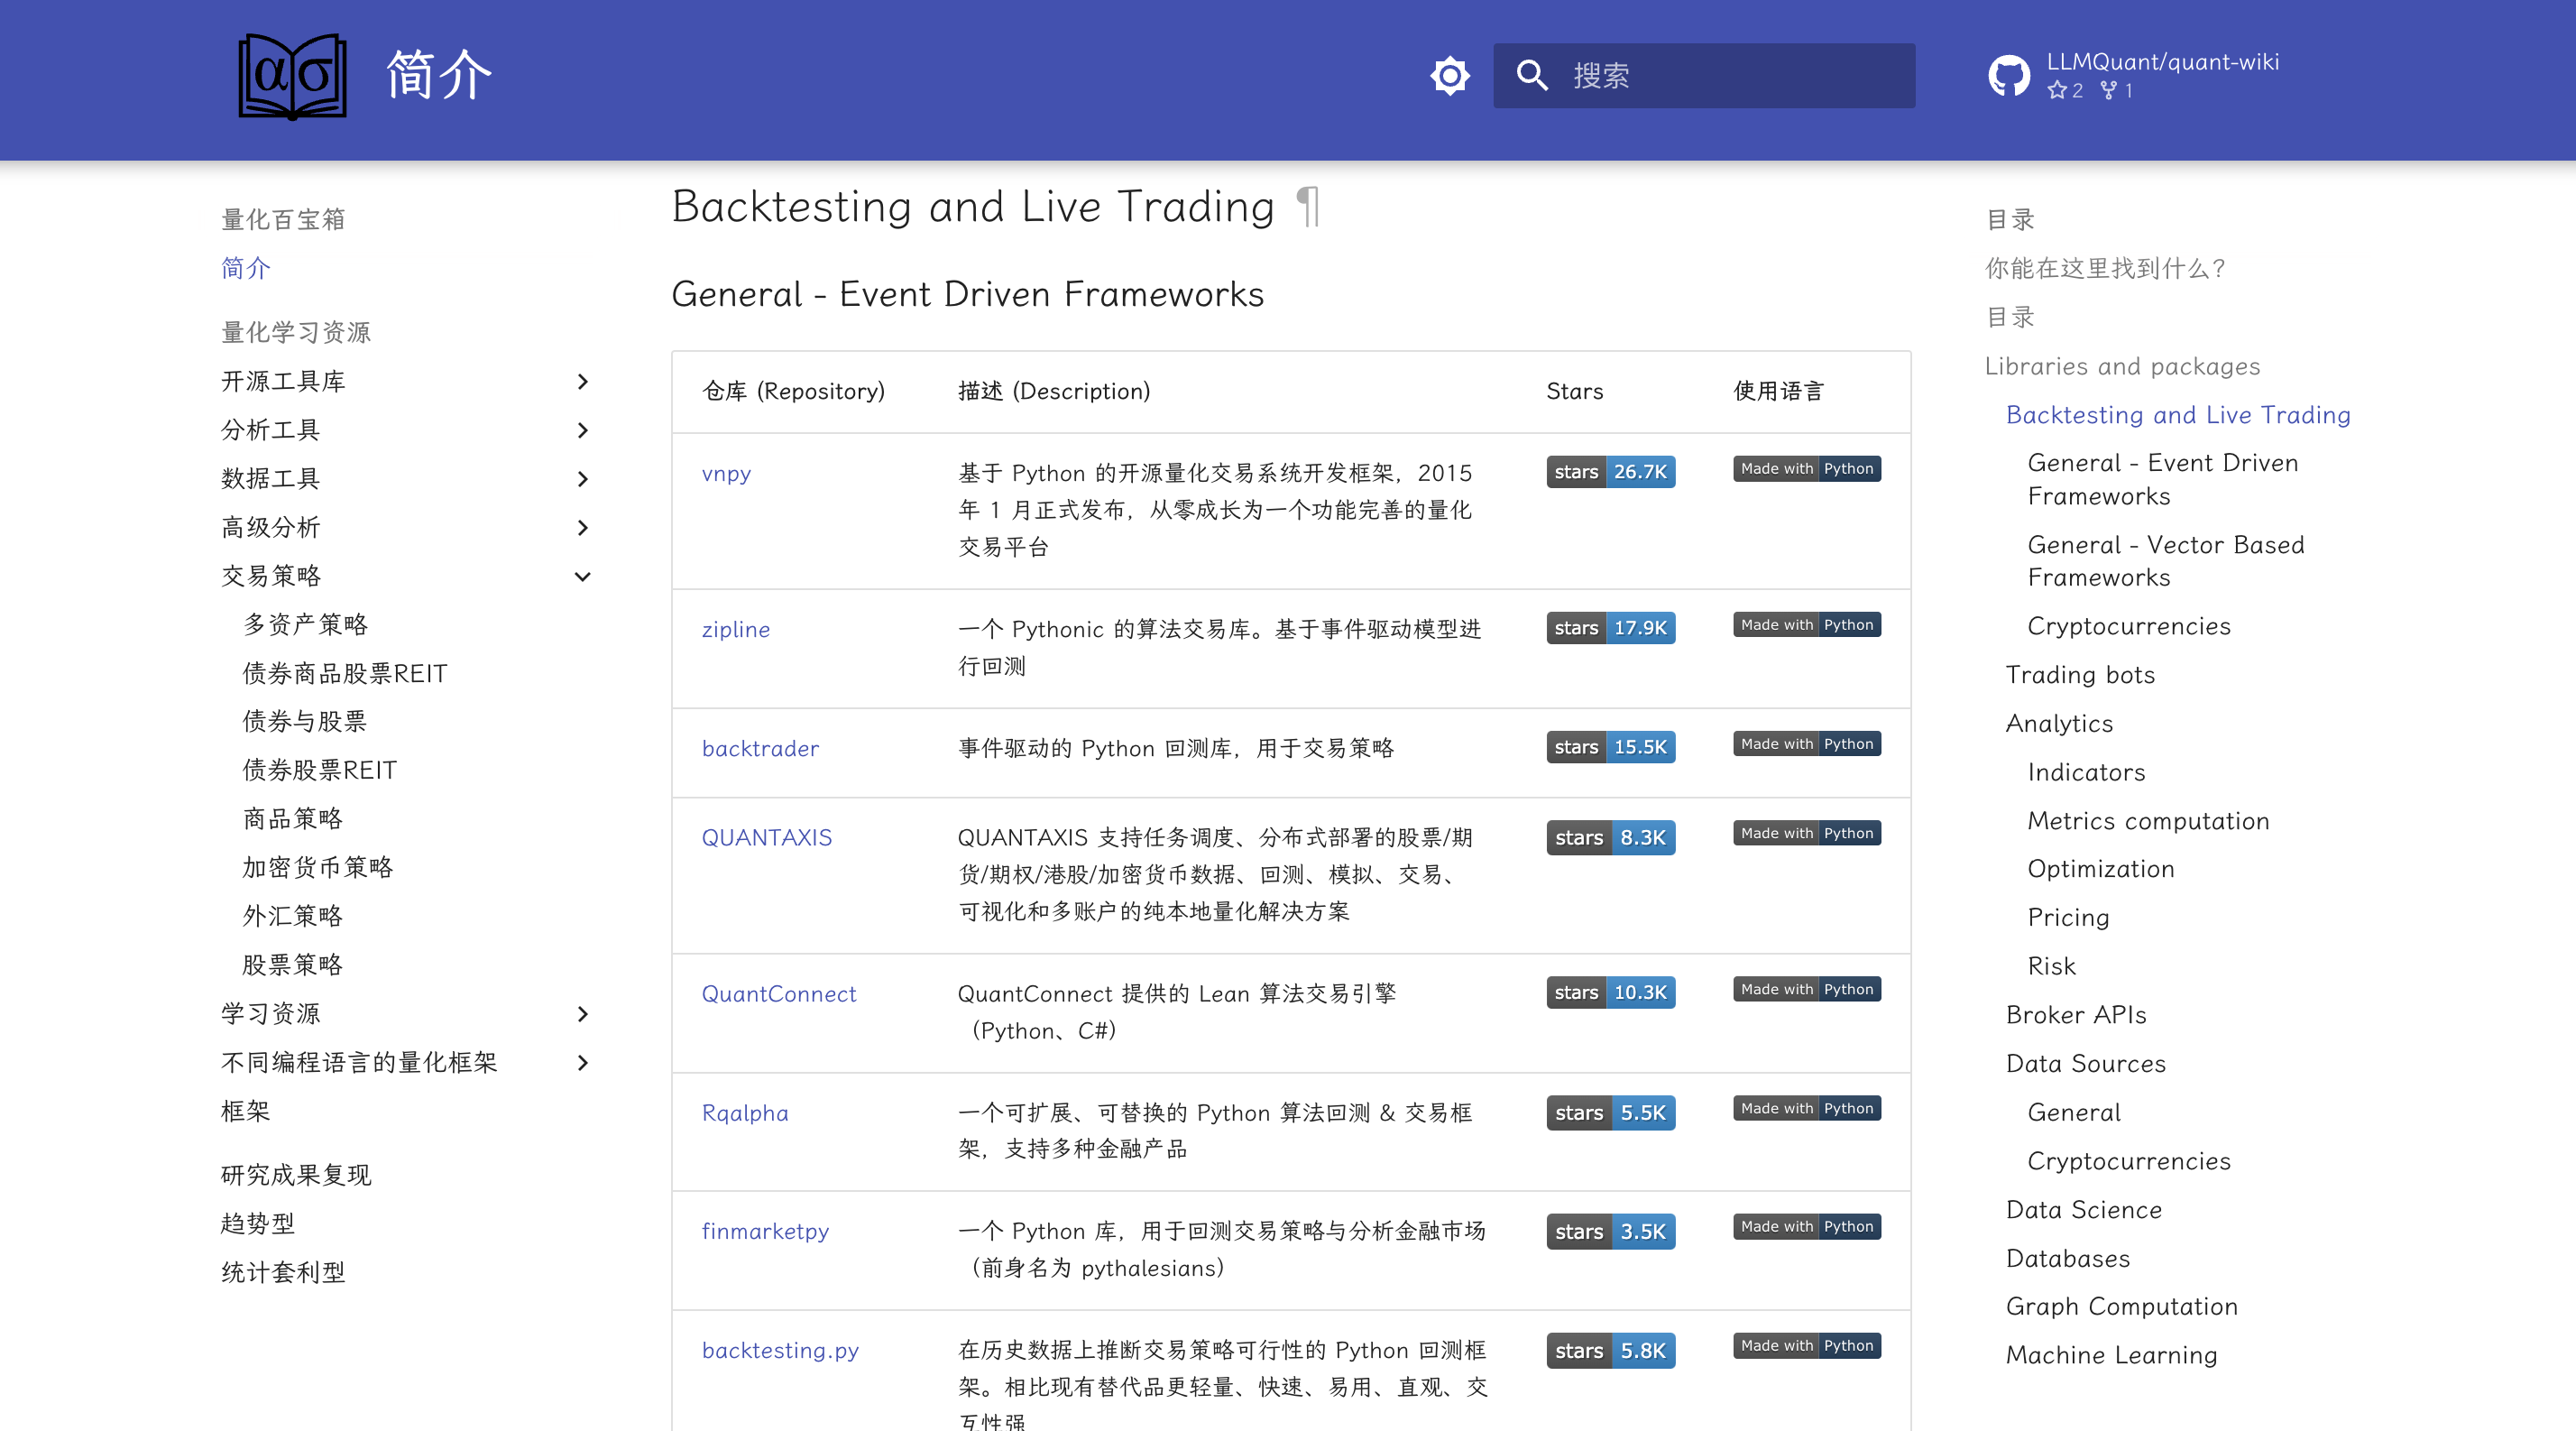 ασ
简介
搜索
LLMQuant/quant-wiki
2 1
量化百宝箱
简介
量化学习资源
开源工具库
分析工具
数据工具
高级分析
交易策略
多资产策略
债券商品股票REIT
债券与股票
债券股票REIT
商品策略
加密货币策略
外汇策略
股票策略
学习资源
不同编程语言的量化框架
框架
研究成果复现
趋势型
统计套利型
Backtesting and Live Trading ¶
General - Event Driven Frameworks
仓库 (Repository) 描述 (Description) Stars 使用语言
vnpy 基于 Python 的开源量化交易系统开发框架，2015 stars 26.7K Made with Python
年 1 月正式发布，从零成长为一个功能完善的量化
交易平台
zipline 一个 Pythonic 的算法交易库。基于事件驱动模型进 stars 17.9K Made with Python
行回测
backtrader 事件驱动的 Python 回测库，用于交易策略 stars 15.5K Made with Python
QUANTAXIS QUANTAXIS 支持任务调度、分布式部署的股票/期 stars 8.3K Made with Python
货/期权/港股/加密货币数据、回测、模拟、交易、
可视化和多账户的纯本地量化解决方案
QuantConnect QuantConnect 提供的 Lean 算法交易引擎 stars 10.3K Made with Python
（Python、C#）
Rqalpha 一个可扩展、可替换的 Python 算法回测 & 交易框 stars 5.5K Made with Python
架，支持多种金融产品
finmarketpy 一个 Python 库，用于回测交易策略与分析金融市场 stars 3.5K Made with Python
（前身名为 pythalesians）
backtesting.py 在历史数据上推断交易策略可行性的 Python 回测框 stars 5.8K Made with Python
架。相比现有替代品更轻量、快速、易用、直观、交
互性强
目录
你能在这里找到什么？
目录
Libraries and packages
Backtesting and Live Trading
General - Event Driven
Frameworks
General - Vector Based
Frameworks
Cryptocurrencies
Trading bots
Analytics
Indicators
Metrics computation
Optimization
Pricing
Risk
Broker APIs
Data Sources
General
Cryptocurrencies
Data Science
Databases
Graph Computation
Machine Learning